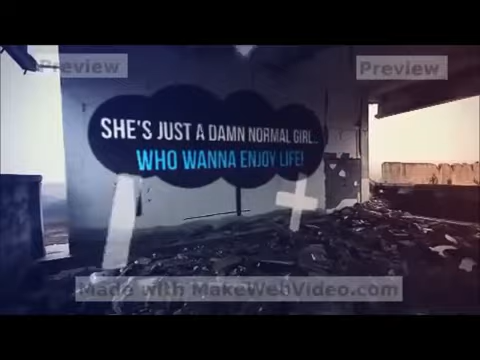 Preview Preview
SHE'S JUST A DAMN NORMAL GIRL..
WHO WANNA ENJOY LIFE!
Made with MakeWebVideo.com